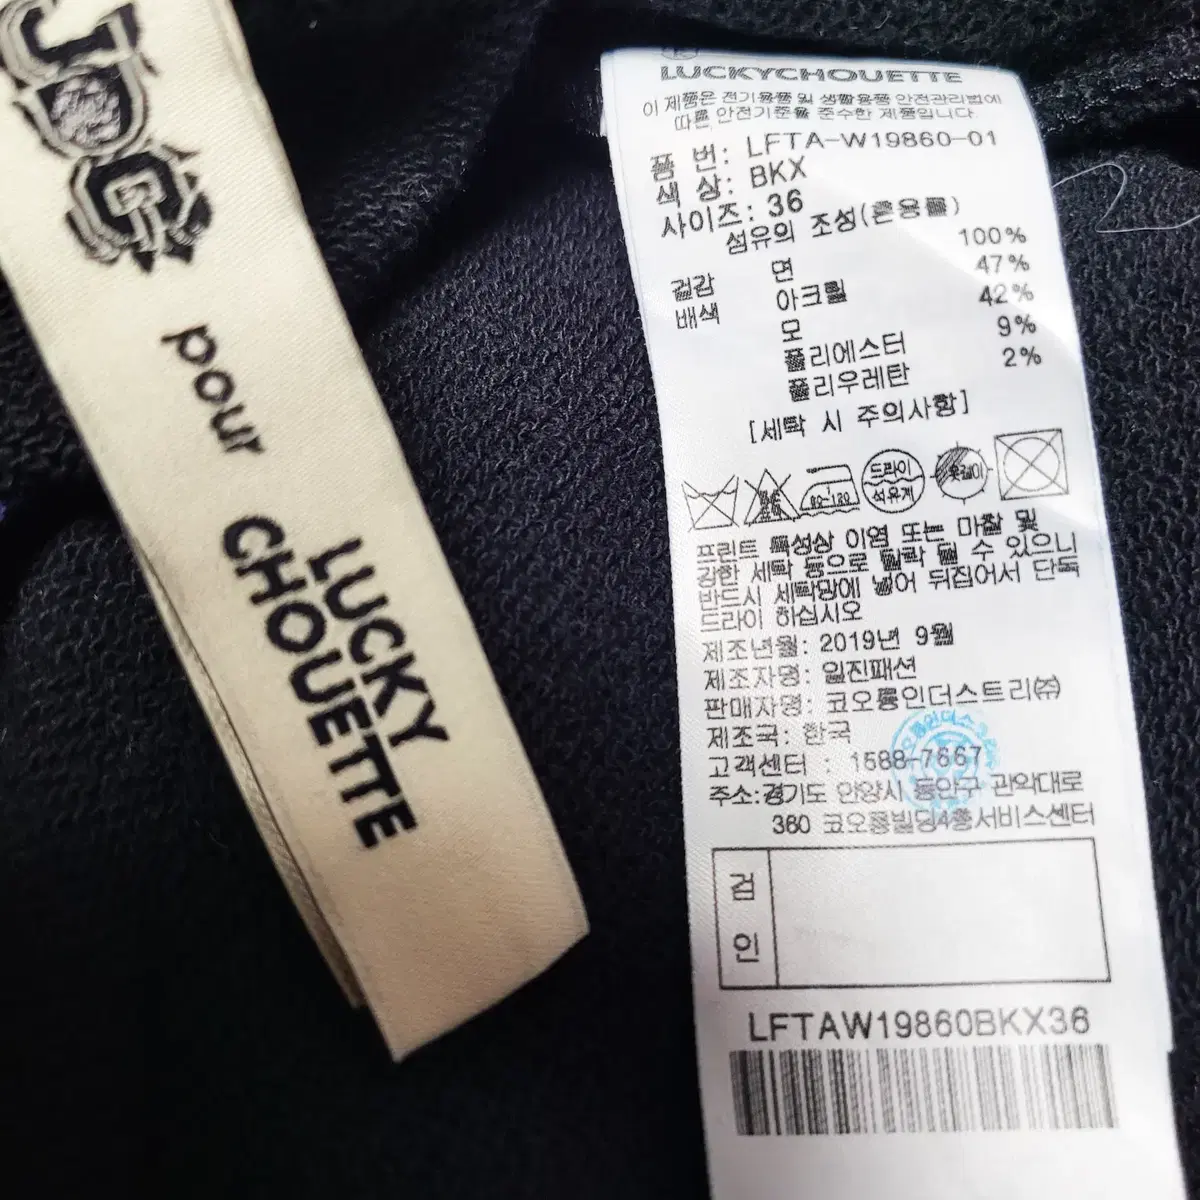 JDG
pour
LUCKY
CHOUETTE
LUCKYCHOUETTE
이 제품은 전기용품 및 생활용품 안전관리법에
따른 안전기준을 준수한 제품입니다.
품 번: LFTA-W19860-01
색 상: BKX
사이즈: 36
섬유의 조성(혼용률)
겉감 면 100%
배색 아크릴 47%
모 42%
폴리에스터 9%
폴리우레탄 2%
[세탁 시 주의사항]
80~120
드라이
석유계
옷걸이
프린트 특성상 이염 또는 마찰 및
강한 세탁 등으로 탈락 될 수 있으니
반드시 세탁망에 넣어 뒤집어서 단독
드라이 하십시오
제조년월: 2019년 9월
제조자명: 일진패션
판매자명: 코오롱인더스트리(주)
제조국: 한국
고객센터 : 1588-7667
주소:경기도 안양시 동안구 관악대로
360 코오롱빌딩4층서비스센터
검
인
LFTAW19860BKX36